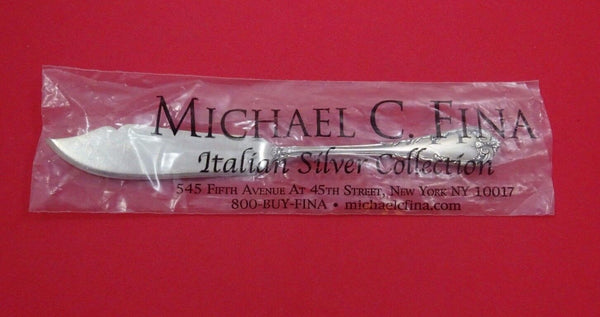 MICHAEL C. FINA
Italian Silver Collection
545 FIFTH AVENUE AT 45TH STREET, NEW YORK NY 10017
800-BUY-FINA • michaelcfina.com